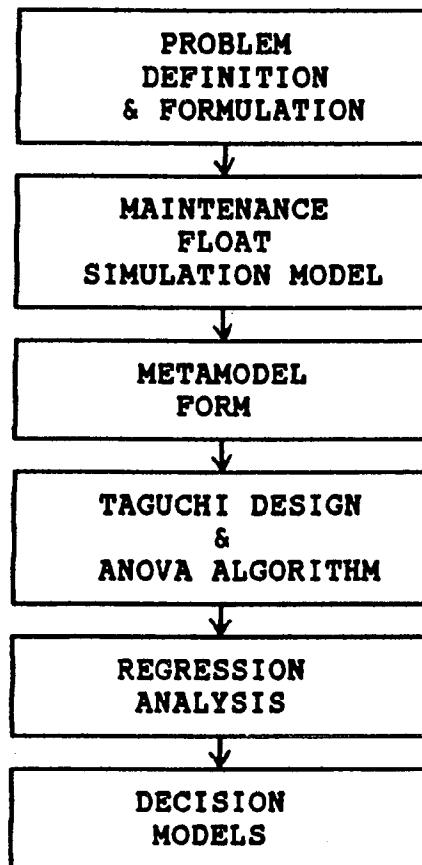 PROBLEM
DEFINITION
& FORMULATION
MAINTENANCE
FLOAT
SIMULATION MODEL
METAMODEL
FORM
TAGUCHI DESIGN
&
ANOVA ALGORITHM
REGRESSION
ANALYSIS
DECISION
MODELS